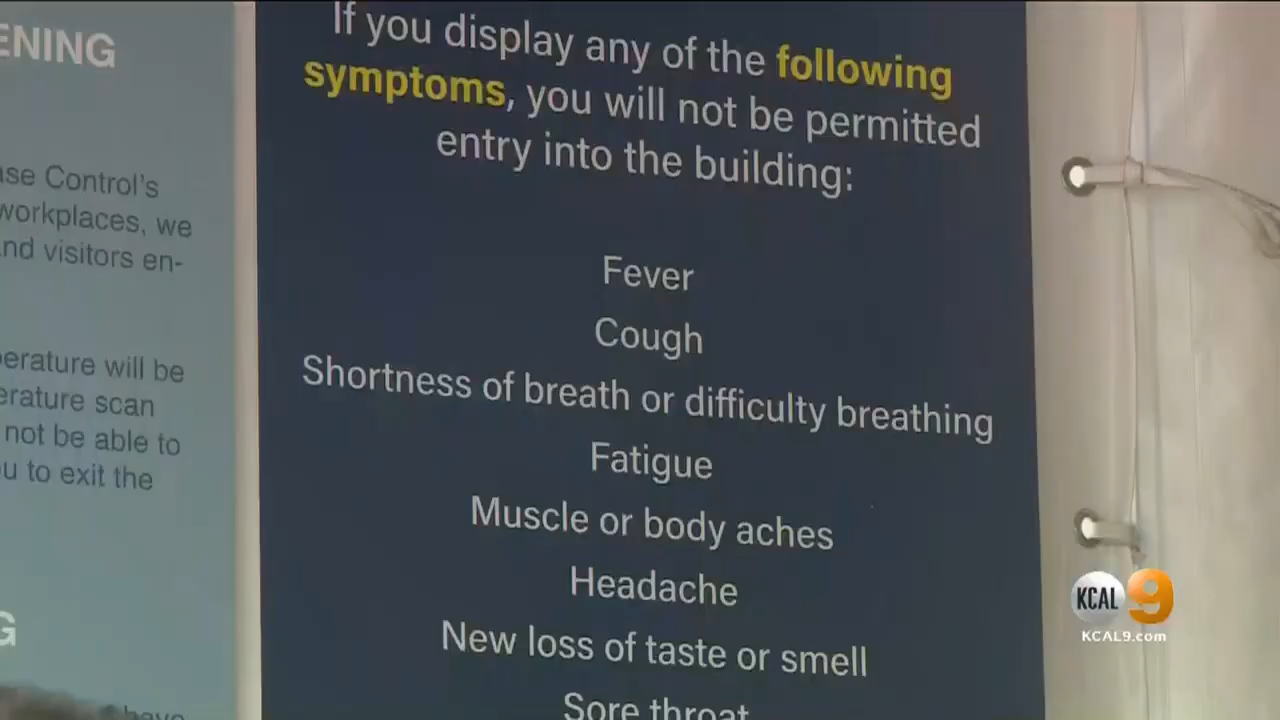 ENING
ase Control's
workplaces, we
and visitors en-
perature will be
erature scan
not be able to
u to exit the
G
have
If you display any of the following
symptoms, you will not be permitted
entry into the building:
Fever
Cough
Shortness of breath or difficulty breathing
Fatigue
Muscle or body aches
Headache
New loss of taste or smell
Sore throat
KCAL 9
KCAL9.com